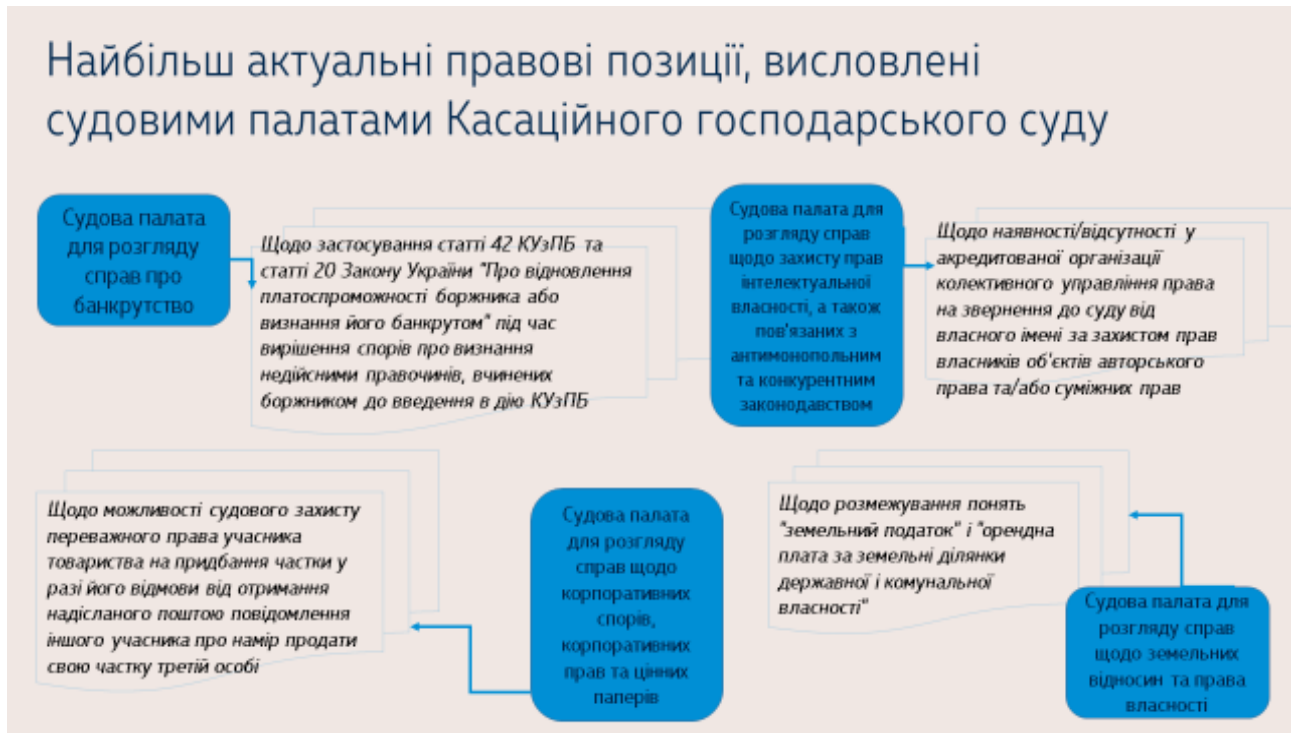 Найбільш актуальні правові позиції, висловлені
судовими палатами Касаційного господарського суду
Судова палата
для розгляду
справ про
банкрутство
Щодо застосування статті 42 КУзПБ та
статті 20 Закону України "Про відновлення
платоспроможності боржника або
визнання його банкрутом" під час
вирішення спорів про визнання
недійсними правочинів, вчинених
боржником до введення в дію КУзПБ
Судова палата для
розгляду справ
щодо захисту прав
інтелектуальної
власності, а також
пов'язаних з
антимонопольним
та конкурентним
законодавством
Щодо наявності/відсутності у
акредитованої організації
колективного управління права
на звернення до суду від
власного імені за захистом прав
власників об'єктів авторського
права та/або суміжних прав
Щодо можливості судового захисту
переважного права учасника
товариства на придбання частки у
разі його відмови від отримання
надісланого поштою повідомлення
іншого учасника про намір продати
свою частку третій особі
Судова палата
для розгляду
справ щодо
корпоративних
спорів,
корпоративних
прав та цінних
паперів
Щодо розмежування понять
"земельний податок" і "орендна
плата за земельні ділянки
державної і комунальної
власності"
Судова палата для
розгляду справ
щодо земельних
відносин та права
власності